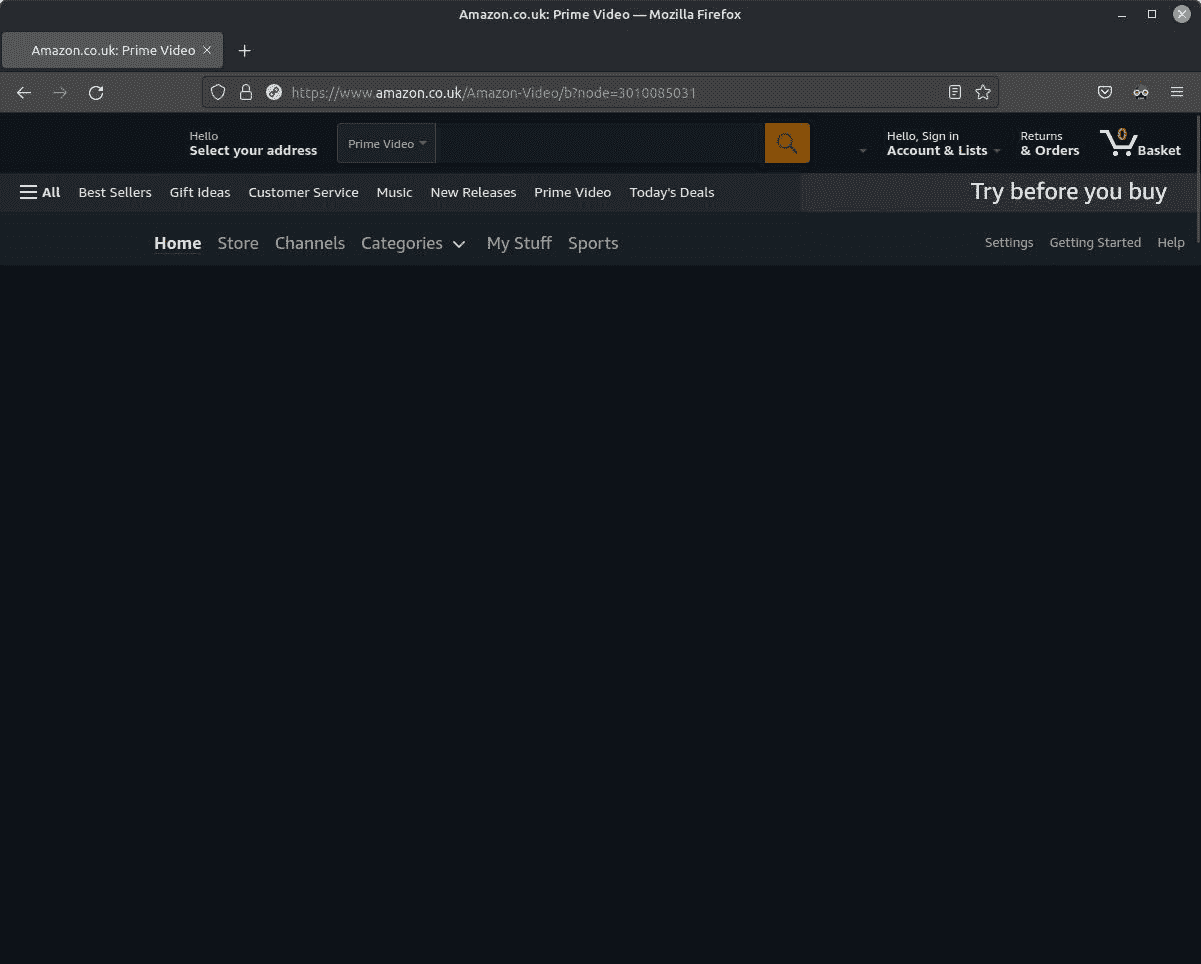 Amazon.co.uk: Prime Video — Mozilla Firefox
Amazon.co.uk: Prime Video
https://www.amazon.co.uk/Amazon-Video/b?node=3010085031
Hello
Select your address
Prime Video
Hello, Sign in
Account & Lists
Returns
& Orders
0
Basket
All Best Sellers Gift Ideas Customer Service Music New Releases Prime Video Today's Deals Try before you buy
Home Store Channels Categories My Stuff Sports Settings Getting Started Help